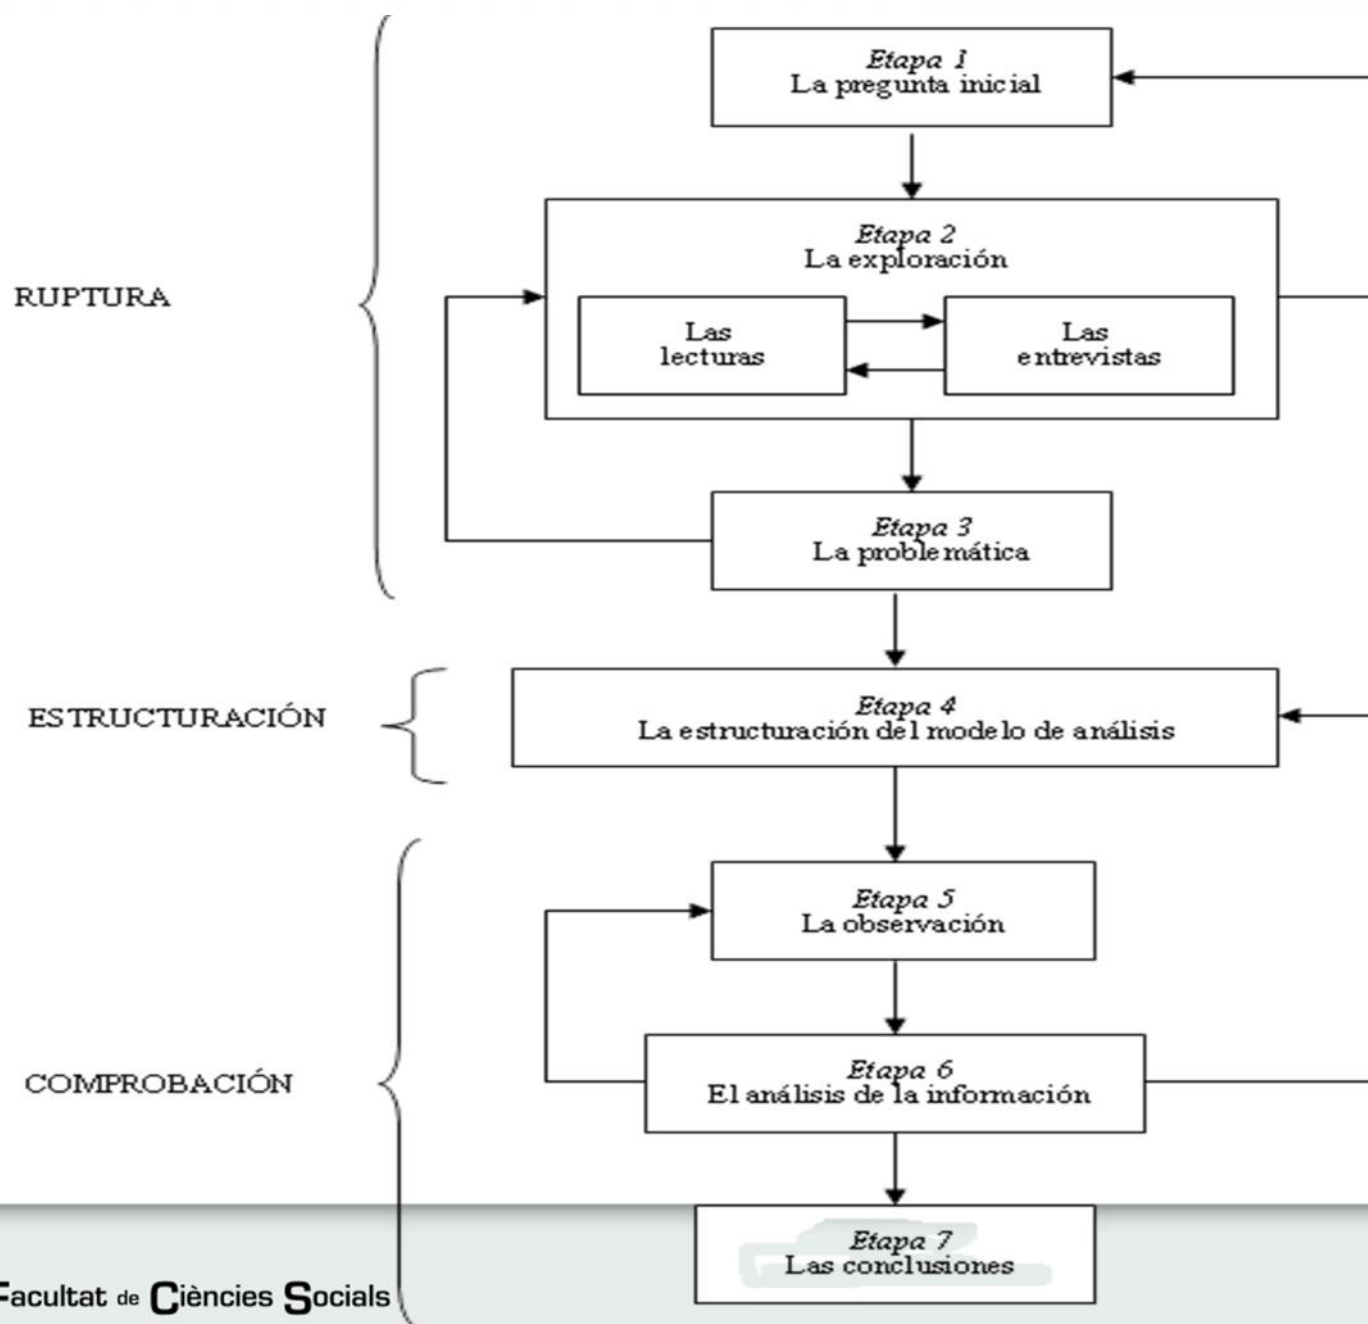 Etapa 1
La pregunta inicial
Etapa 2
La exploración
RUPTURA
Las
lecturas
Las
entrevistas
Etapa 3
La problemática
Etapa 4
La estructuración del modelo de análisis
ESTRUCTURACIÓN
Etapa 5
La observación
Etapa 6
El análisis de la información
COMPROBACIÓN
Etapa 7
Las conclusiones
Facultat de Ciències Socials